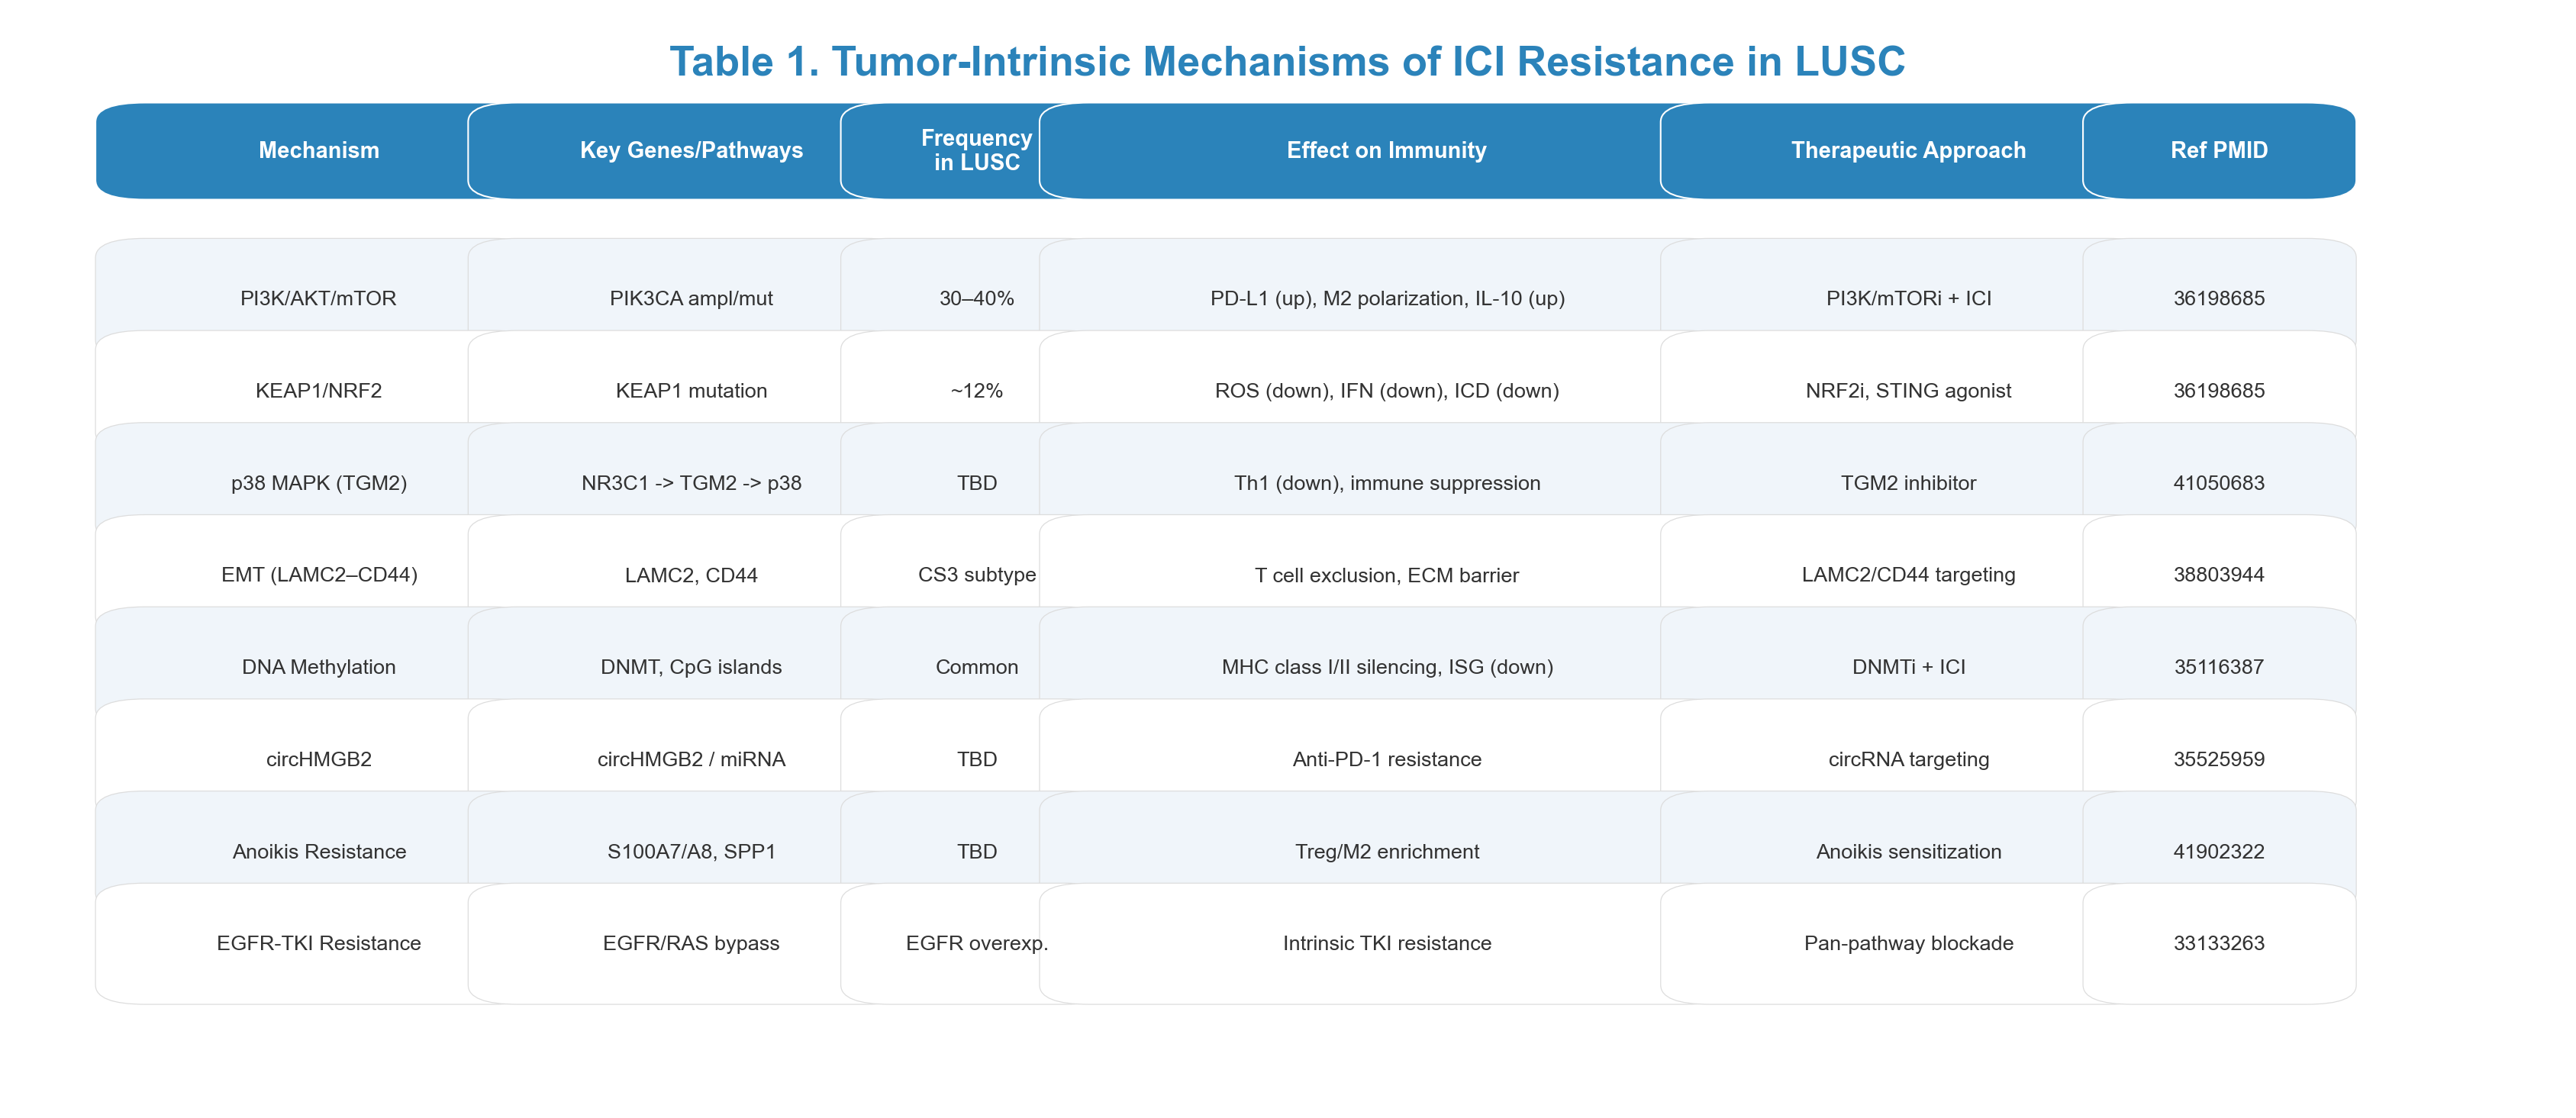 Table 1. Tumor-Intrinsic Mechanisms of ICI Resistance in LUSC
Mechanism Key Genes/Pathways Frequency in LUSC Effect on Immunity Therapeutic Approach Ref PMID
PI3K/AKT/mTOR PIK3CA ampl/mut 30–40% PD-L1 (up), M2 polarization, IL-10 (up) PI3K/mTORi + ICI 36198685
KEAP1/NRF2 KEAP1 mutation ~12% ROS (down), IFN (down), ICD (down) NRF2i, STING agonist 36198685
p38 MAPK (TGM2) NR3C1 -> TGM2 -> p38 TBD Th1 (down), immune suppression TGM2 inhibitor 41050683
EMT (LAMC2–CD44) LAMC2, CD44 CS3 subtype T cell exclusion, ECM barrier LAMC2/CD44 targeting 38803944
DNA Methylation DNMT, CpG islands Common MHC class I/II silencing, ISG (down) DNMTi + ICI 35116387
circHMGB2 circHMGB2 / miRNA TBD Anti-PD-1 resistance circRNA targeting 35525959
Anoikis Resistance S100A7/A8, SPP1 TBD Treg/M2 enrichment Anoikis sensitization 41902322
EGFR-TKI Resistance EGFR/RAS bypass EGFR overexp. Intrinsic TKI resistance Pan-pathway blockade 33133263